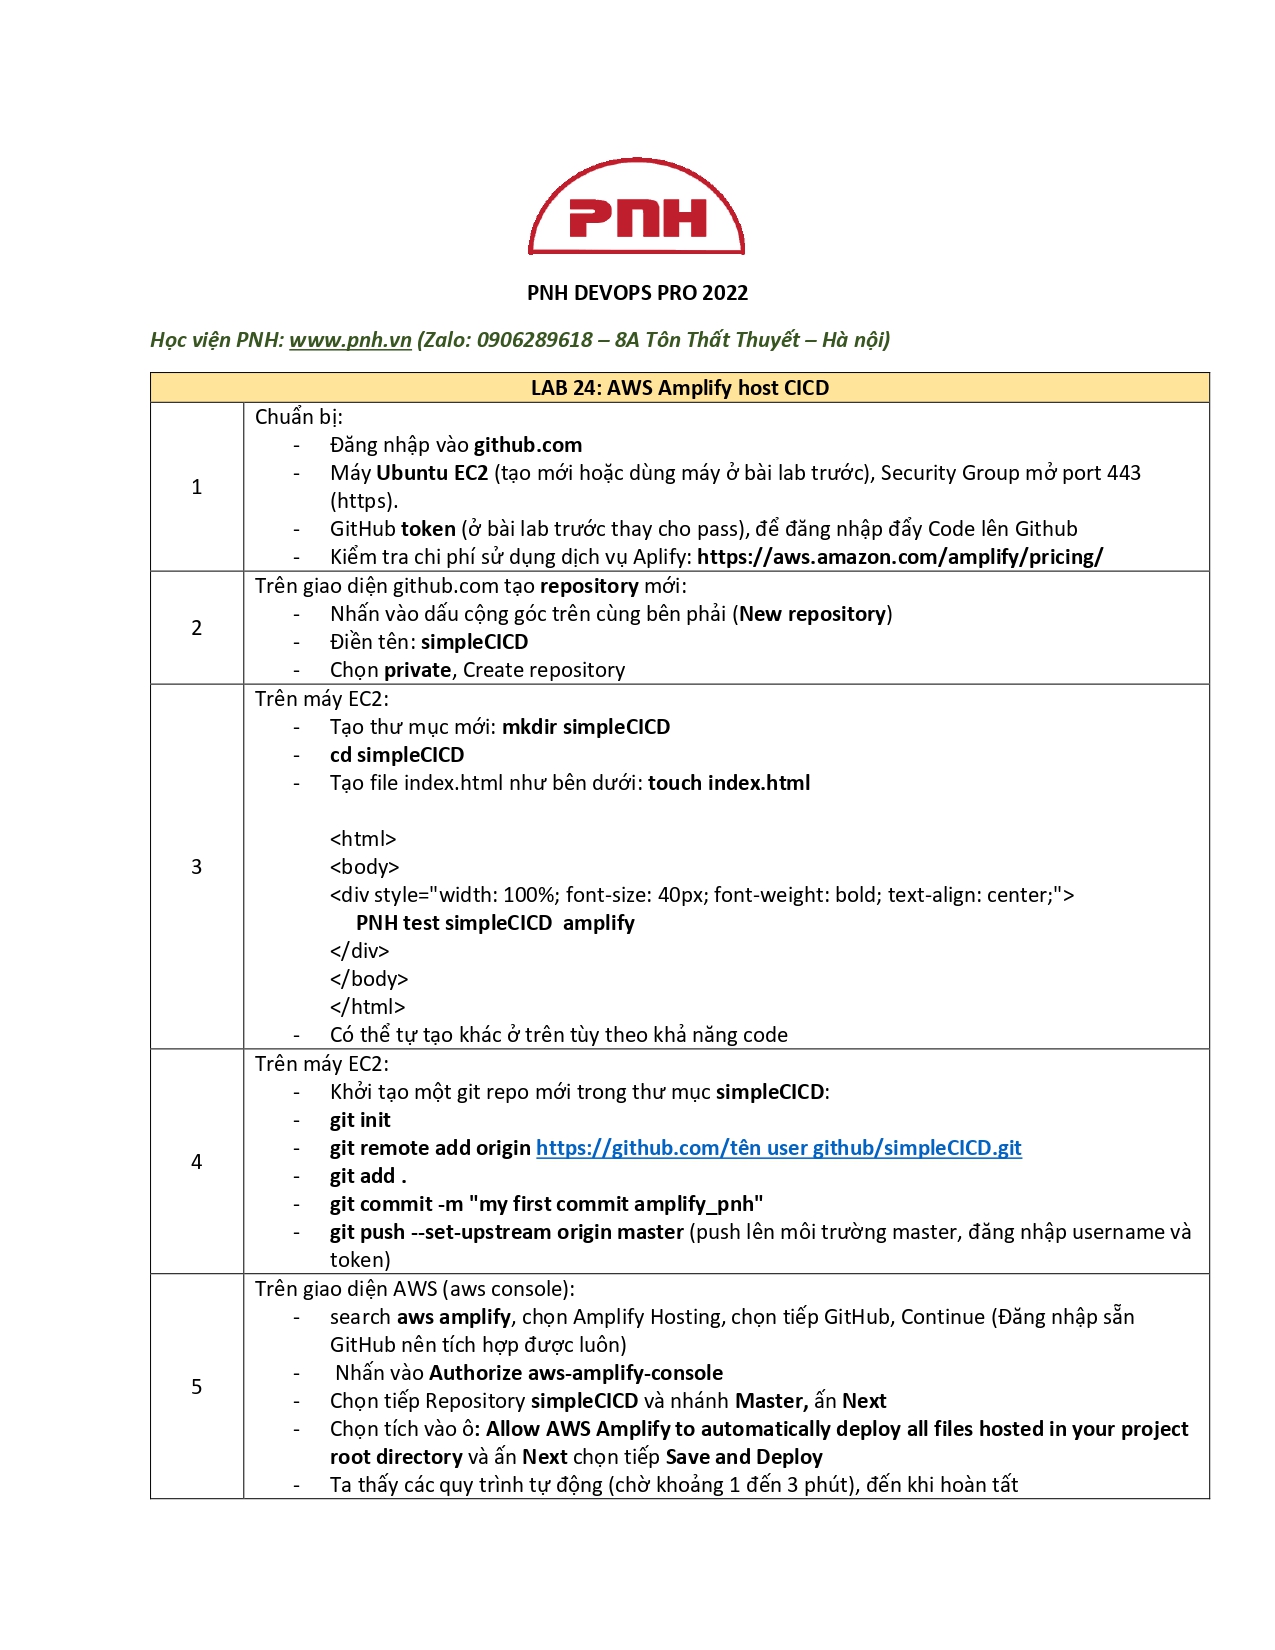 PNH
PNH DEVOPS PRO 2022
Học viện PNH: www.pnh.vn (Zalo: 0906289618 – 8A Tôn Thất Thuyết – Hà nội)
LAB 24: AWS Amplify host CICD
1
Chuẩn bị:
- Đăng nhập vào github.com
- Máy Ubuntu EC2 (tạo mới hoặc dùng máy ở bài lab trước), Security Group mở port 443
(https).
- GitHub token (ở bài lab trước thay cho pass), để đăng nhập đẩy Code lên Github
- Kiểm tra chi phí sử dụng dịch vụ Aplify: https://aws.amazon.com/amplify/pricing/
2
Trên giao diện github.com tạo repository mới:
- Nhấn vào dấu cộng góc trên cùng bên phải (New repository)
- Điền tên: simpleCICD
- Chọn private, Create repository
3
Trên máy EC2:
- Tạo thư mục mới: mkdir simpleCICD
- cd simpleCICD
- Tạo file index.html như bên dưới: touch index.html
<html>
<body>
<div style="width: 100%; font-size: 40px; font-weight: bold; text-align: center;">
PNH test simpleCICD  amplify
</div>
</body>
</html>
- Có thể tự tạo khác ở trên tùy theo khả năng code
4
Trên máy EC2:
- Khởi tạo một git repo mới trong thư mục simpleCICD:
- git init
- git remote add origin https://github.com/tên user github/simpleCICD.git
- git add .
- git commit -m "my first commit amplify_pnh"
- git push --set-upstream origin master (push lên môi trường master, đăng nhập username và
token)
5
Trên giao diện AWS (aws console):
- search aws amplify, chọn Amplify Hosting, chọn tiếp GitHub, Continue (Đăng nhập sẵn
GitHub nên tích hợp được luôn)
- Nhấn vào Authorize aws-amplify-console
- Chọn tiếp Repository simpleCICD và nhánh Master, ấn Next
- Chọn tích vào ô: Allow AWS Amplify to automatically deploy all files hosted in your project
root directory và ấn Next chọn tiếp Save and Deploy
- Ta thấy các quy trình tự động (chờ khoảng 1 đến 3 phút), đến khi hoàn tất